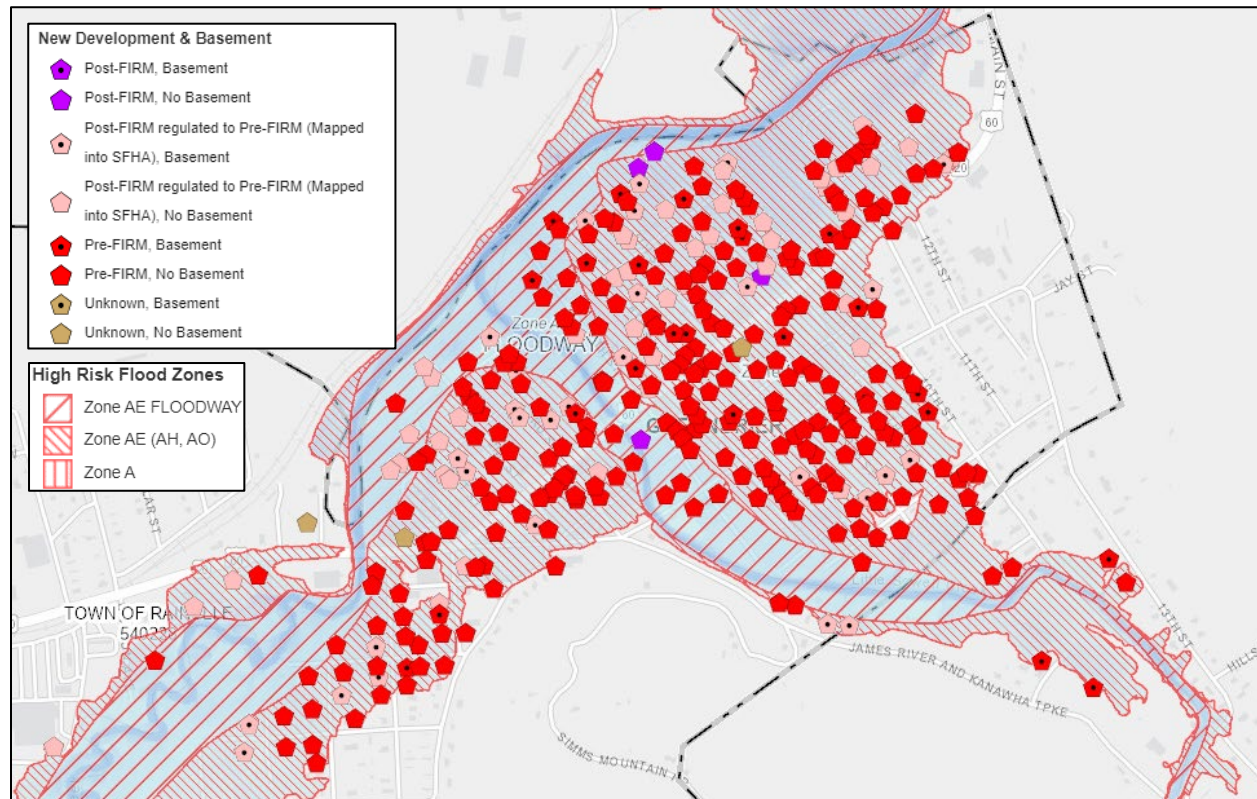 New Development & Basement
Post-FIRM, Basement
Post-FIRM, No Basement
Post-FIRM regulated to Pre-FIRM (Mapped
into SFHA), Basement
Post-FIRM regulated to Pre-FIRM (Mapped
into SFHA), No Basement
Pre-FIRM, Basement
Pre-FIRM, No Basement
Unknown, Basement
Unknown, No Basement
High Risk Flood Zones
Zone AE FLOODWAY
Zone AE (AH, AO)
Zone A
MAIN ST
60
20
12TH ST
JAY ST
11TH ST
10TH ST
Zone A
FLOODWAY
TOWN OF
13TH ST
HILLS
JAMES RIVER AND KANAWHA TPKE
SIMMS MOUNTAIN